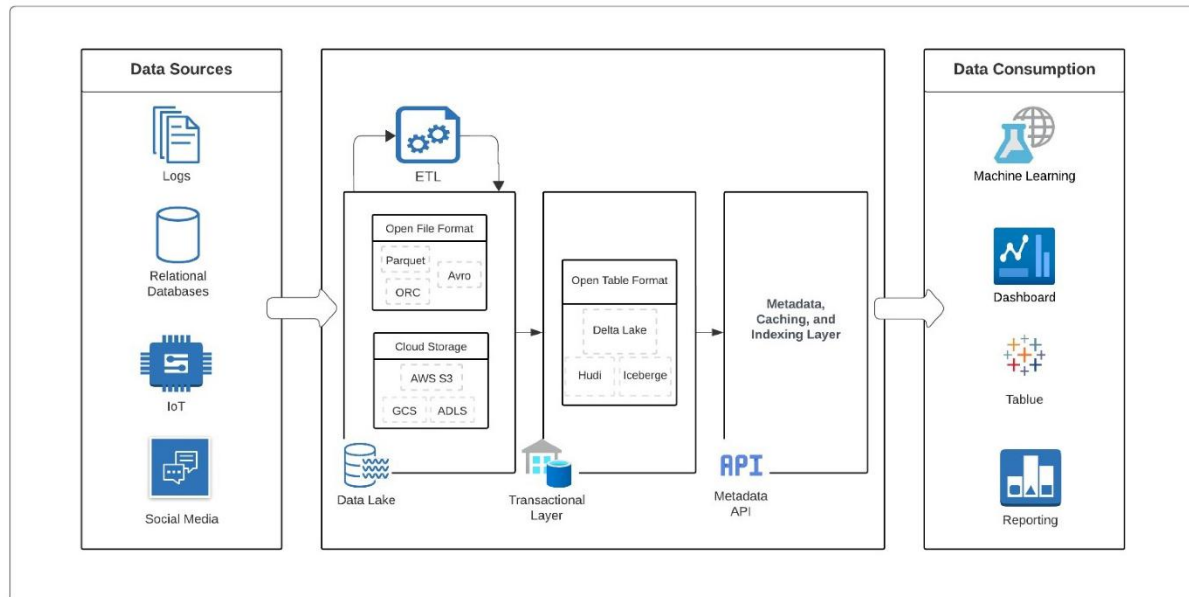 Data Sources
Logs
Relational
Databases
IoT
Social Media
ETL
Open File Format
Parquet
Avro
ORC
Cloud Storage
AWS S3
GCS
ADLS
Data Lake
Open Table Format
Delta Lake
Hudi
Iceberge
Transactional
Layer
Metadata,
Caching, and
Indexing Layer
API
Metadata
API
Data Consumption
Machine Learning
Dashboard
Tablue
Reporting